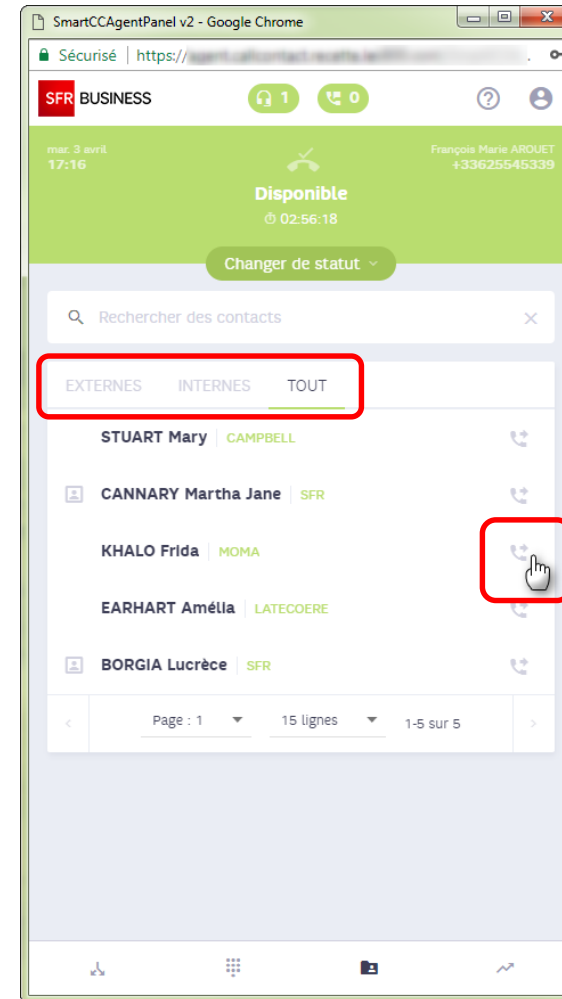 SmartCCAgentPanel v2 - Google Chrome
Sécurisé | https://
SFR BUSINESS 1 0
mar. 3 avril
17:16
François Marie AROUET
+33625545339
Disponible
02:56:18
Changer de statut
Rechercher des contacts
EXTERNES INTERNES TOUT
STUART Mary CAMPBELL
CANNARY Martha Jane SFR
KHALO Frida MOMA
EARHART Amélia LATECOERE
BORGIA Lucrèce SFR
Page : 1 15 lignes 1-5 sur 5